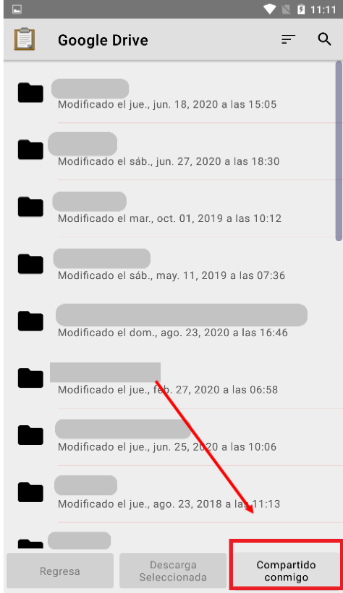 11:11
Google Drive
Modificado el jue., jun. 18, 2020 a las 15:05
Modificado el sáb., jun. 27, 2020 a las 18:30
Modificado el mar., oct. 01, 2019 a las 10:12
Modificado el sáb., may. 11, 2019 a las 07:36
Modificado el dom., ago. 23, 2020 a las 16:46
Modificado el jue., feb. 27, 2020 a las 06:58
Modificado el jue., jun. 25, 2020 a las 10:06
Modificado el jue., ago. 23, 2018 a las 11:13
Regresa
Descarga
Seleccionada
Compartido
conmigo